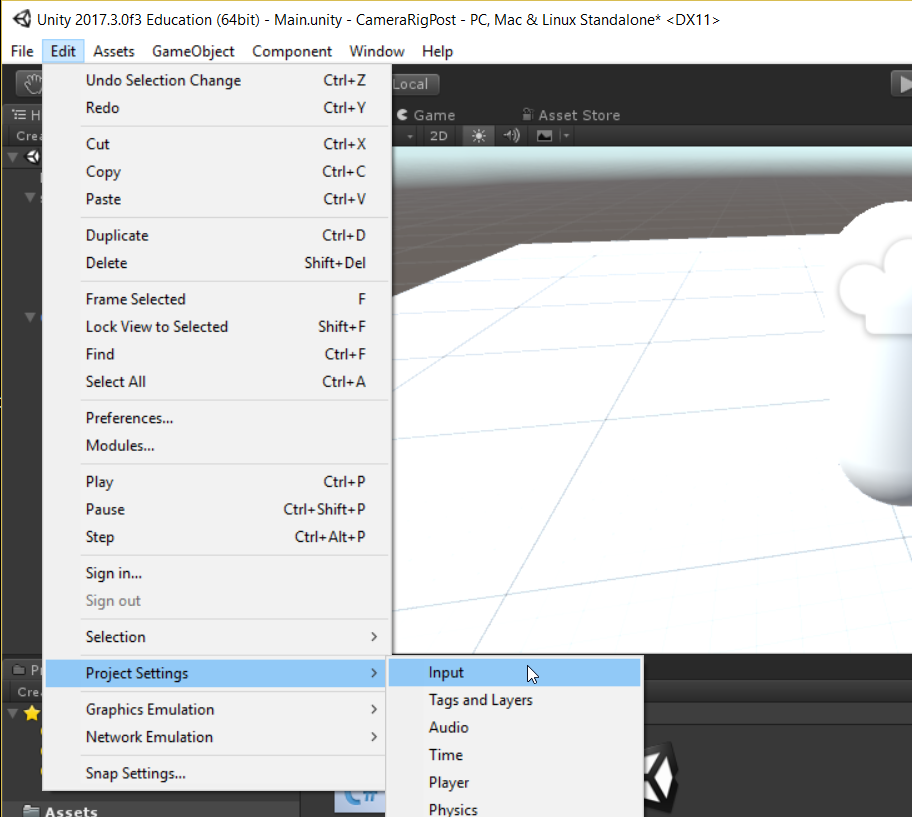 Unity 2017.3.0f3 Education (64bit) - Main.unity - CameraRigPost - PC, Mac & Linux Standalone* <DX11>
File Edit Assets GameObject Component Window Help
Undo Selection Change Ctrl+Z
Local
Redo Ctrl+Y
Game Asset Store
2D
Cut Ctrl+X
Copy Ctrl+C
Paste Ctrl+V
Duplicate Ctrl+D
Delete Shift+Del
Frame Selected F
Lock View to Selected Shift+F
Find Ctrl+F
Select All Ctrl+A
Preferences...
Modules...
Play Ctrl+P
Pause Ctrl+Shift+P
Step Ctrl+Alt+P
Sign in...
Sign out
Selection
Project Settings
Input
Tags and Layers
Graphics Emulation
Audio
Network Emulation
Time
Snap Settings...
Player
C#
Physics
Assets